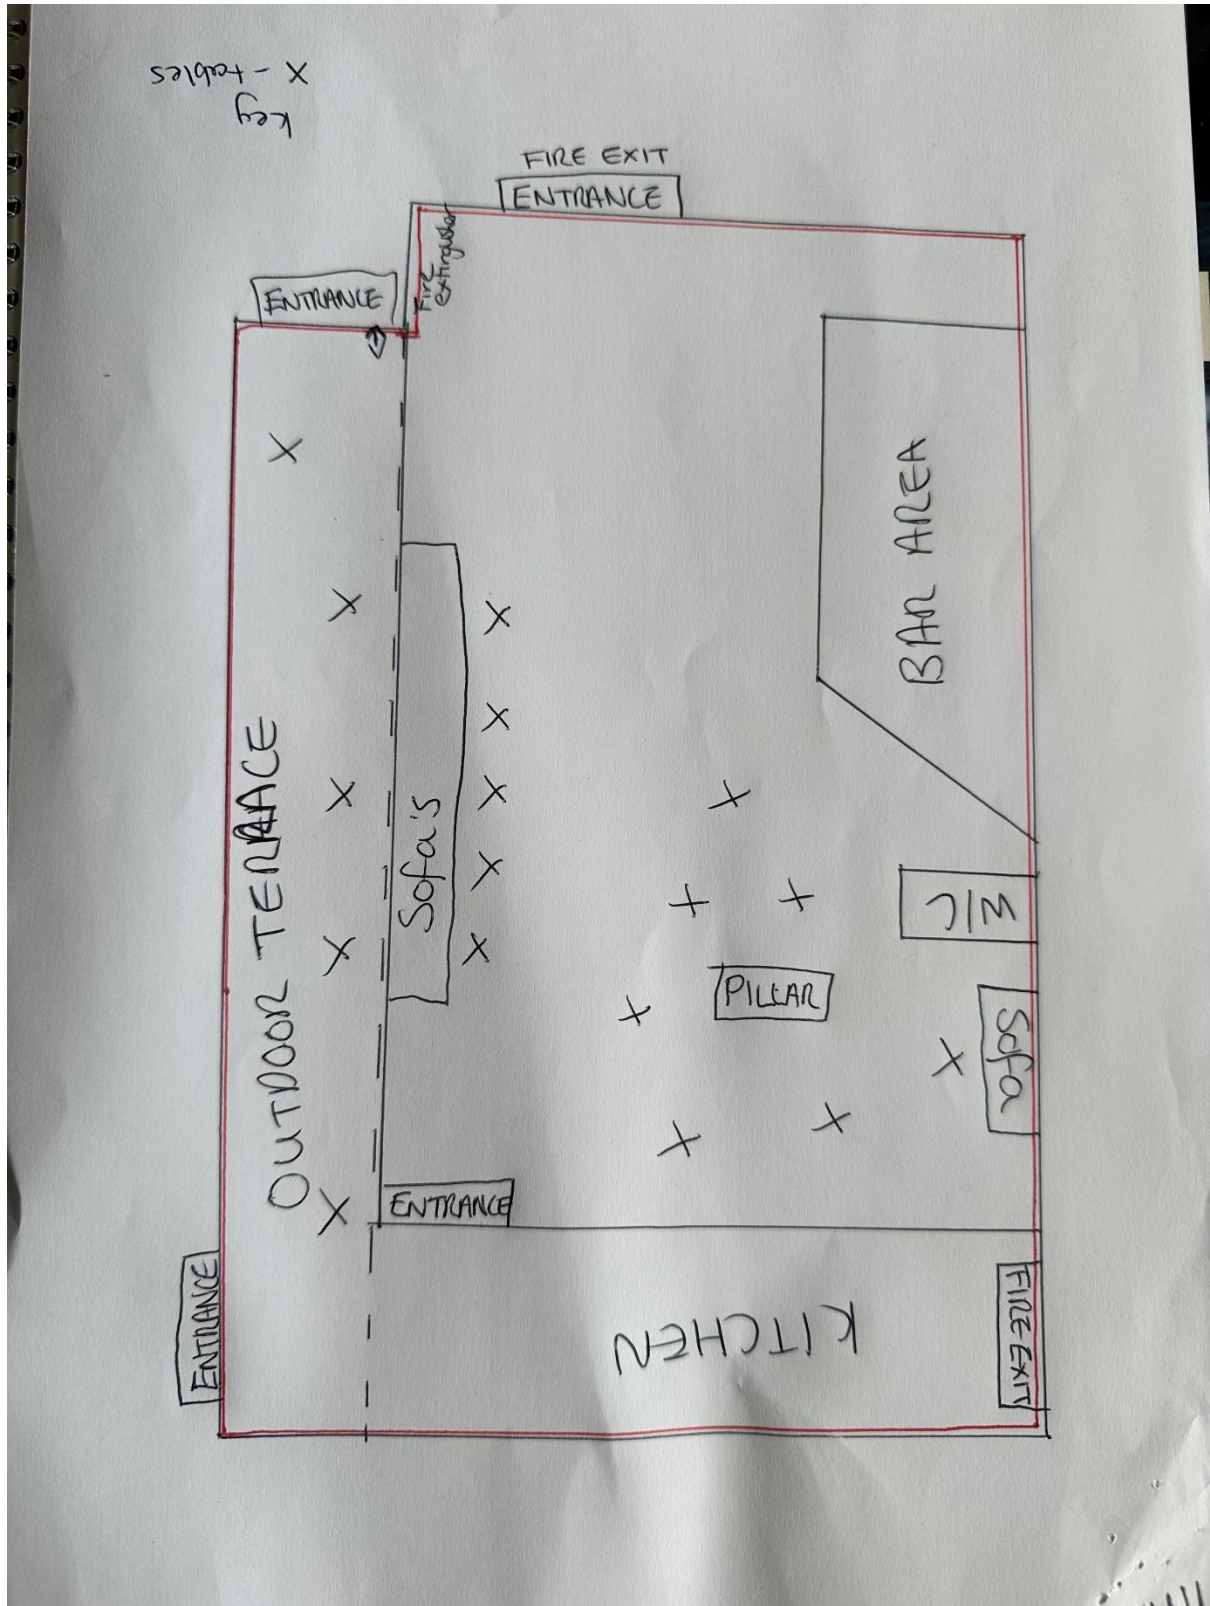 Key
X - tables
FIRE EXIT
ENTRANCE
Fire
extinguisher
ENTRANCE
BAR AREA
OUTDOOR TERRACE
Sofa's
W/C
PILLAR
Sofa
ENTRANCE
ENTRANCE
KITCHEN
FIRE EXIT